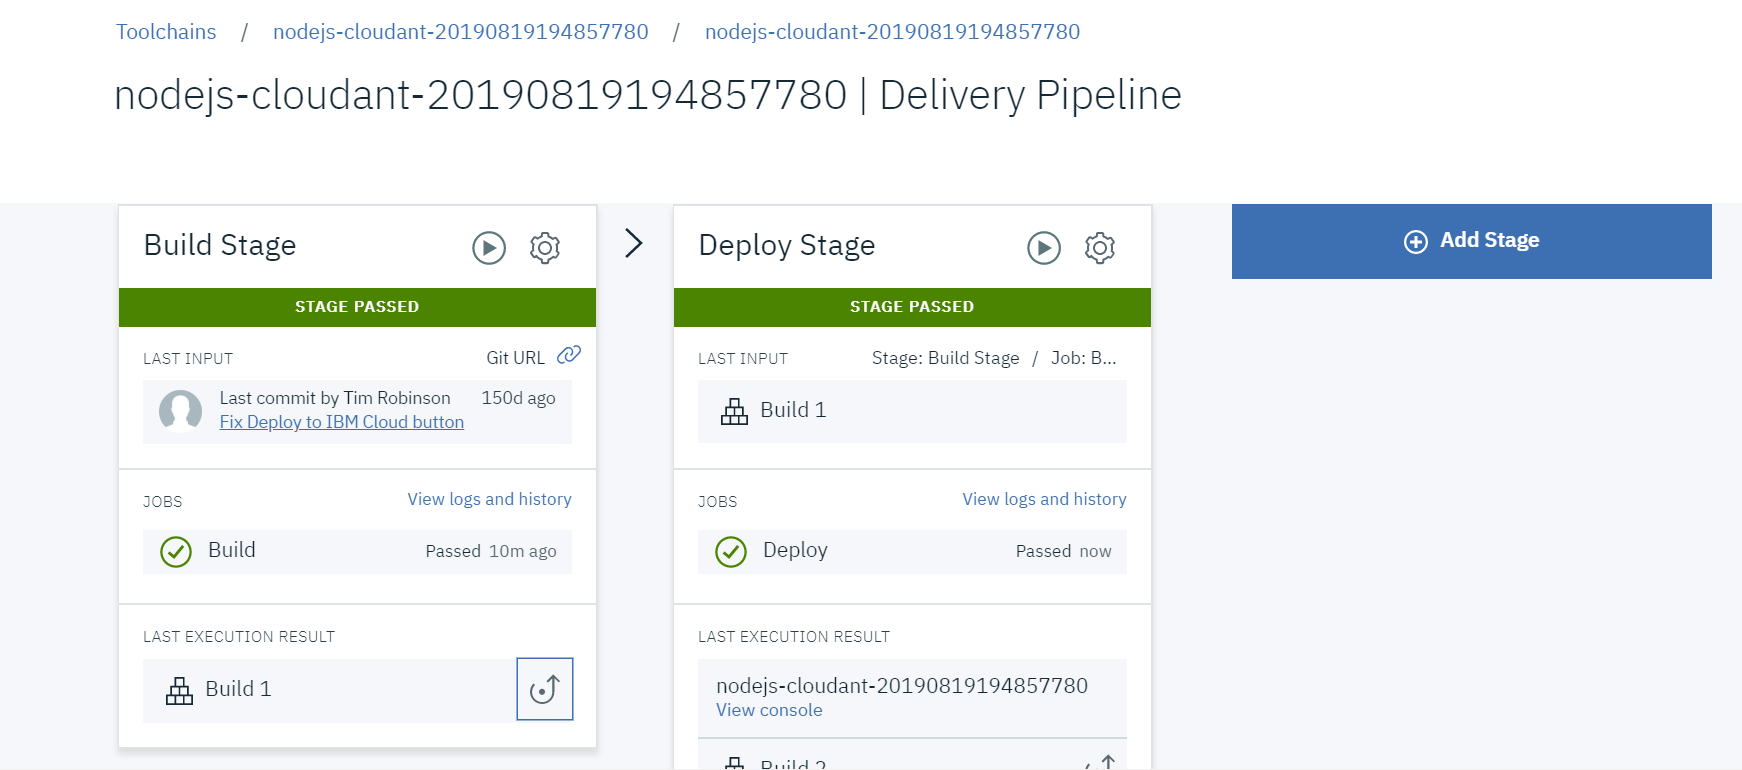 Toolchains / nodejs-cloudant-20190819194857780 / nodejs-cloudant-20190819194857780
nodejs-cloudant-20190819194857780 | Delivery Pipeline
Build Stage
STAGE PASSED
LAST INPUT Git URL
Last commit by Tim Robinson 150d ago
Fix Deploy to IBM Cloud button
JOBS View logs and history
Build Passed 10m ago
LAST EXECUTION RESULT
Build 1
Deploy Stage
STAGE PASSED
LAST INPUT Stage: Build Stage / Job: B...
Build 1
JOBS View logs and history
Deploy Passed now
LAST EXECUTION RESULT
nodejs-cloudant-20190819194857780
View console
Build 2
Add Stage